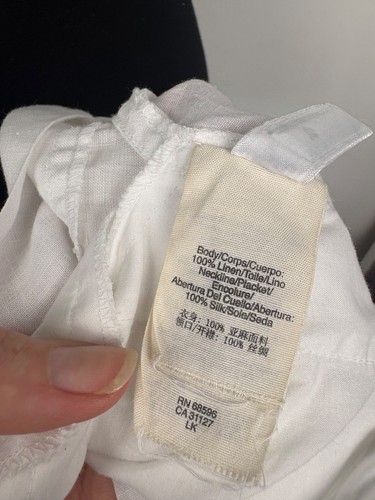 Body/Corps/Cuerpo:
100% Linen/Toile/Lino
Neckline/Placket/
Encolure/
Abertura Del Cuello/Abertura:
100% Silk/Soie/Seda
衣身: 100% 亚麻面料
领口/开襟: 100% 丝绸
RN 68596
CA 31127
LK